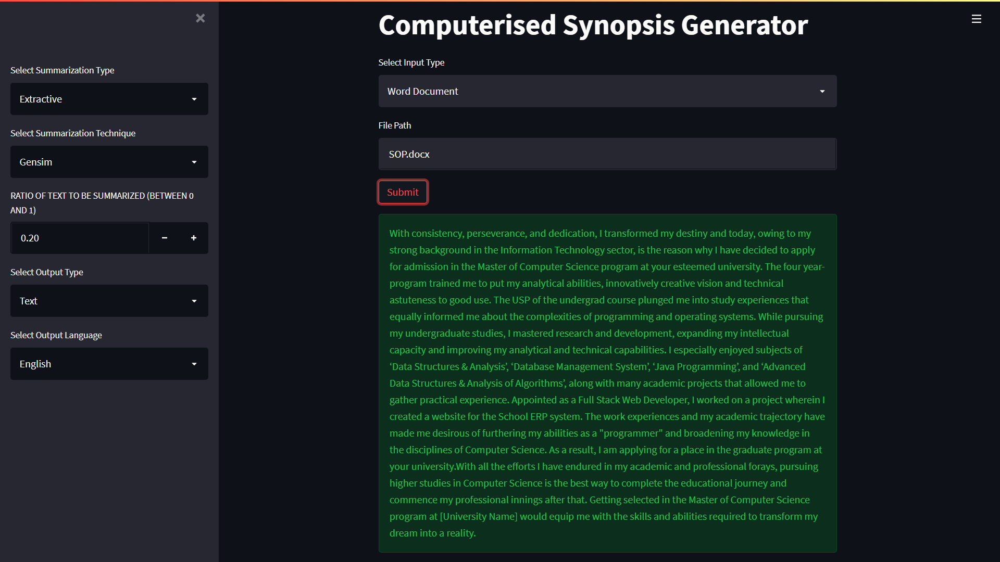 Select Summarization Type
Extractive
Select Summarization Technique
Gensim
RATIO OF TEXT TO BE SUMMARIZED (BETWEEN 0
AND 1)
0.20
Select Output Type
Text
Select Output Language
English
Computerised Synopsis Generator
Select Input Type
Word Document
File Path
SOP.docx
Submit
With consistency, perseverance, and dedication, I transformed my destiny and today, owing to my
strong background in the Information Technology sector, is the reason why I have decided to apply
for admission in the Master of Computer Science program at your esteemed university. The four year-
program trained me to put my analytical abilities, innovatively creative vision and technical
astuteness to good use. The USP of the undergrad course plunged me into study experiences that
equally informed me about the complexities of programming and operating systems. While pursuing
my undergraduate studies, I mastered research and development, expanding my intellectual
capacity and improving my analytical and technical capabilities. I especially enjoyed subjects of
‘Data Structures & Analysis’, ‘Database Management System’, ‘Java Programming’, and ‘Advanced
Data Structures & Analysis of Algorithms’, along with many academic projects that allowed me to
gather practical experience. Appointed as a Full Stack Web Developer, I worked on a project wherein I
created a website for the School ERP system. The work experiences and my academic trajectory have
made me desirous of furthering my abilities as a "programmer" and broadening my knowledge in
the disciplines of Computer Science. As a result, I am applying for a place in the graduate program at
your university.With all the efforts I have endured in my academic and professional forays, pursuing
higher studies in Computer Science is the best way to complete the educational journey and
commence my professional innings after that. Getting selected in the Master of Computer Science
program at [University Name] would equip me with the skills and abilities required to transform my
dream into a reality.